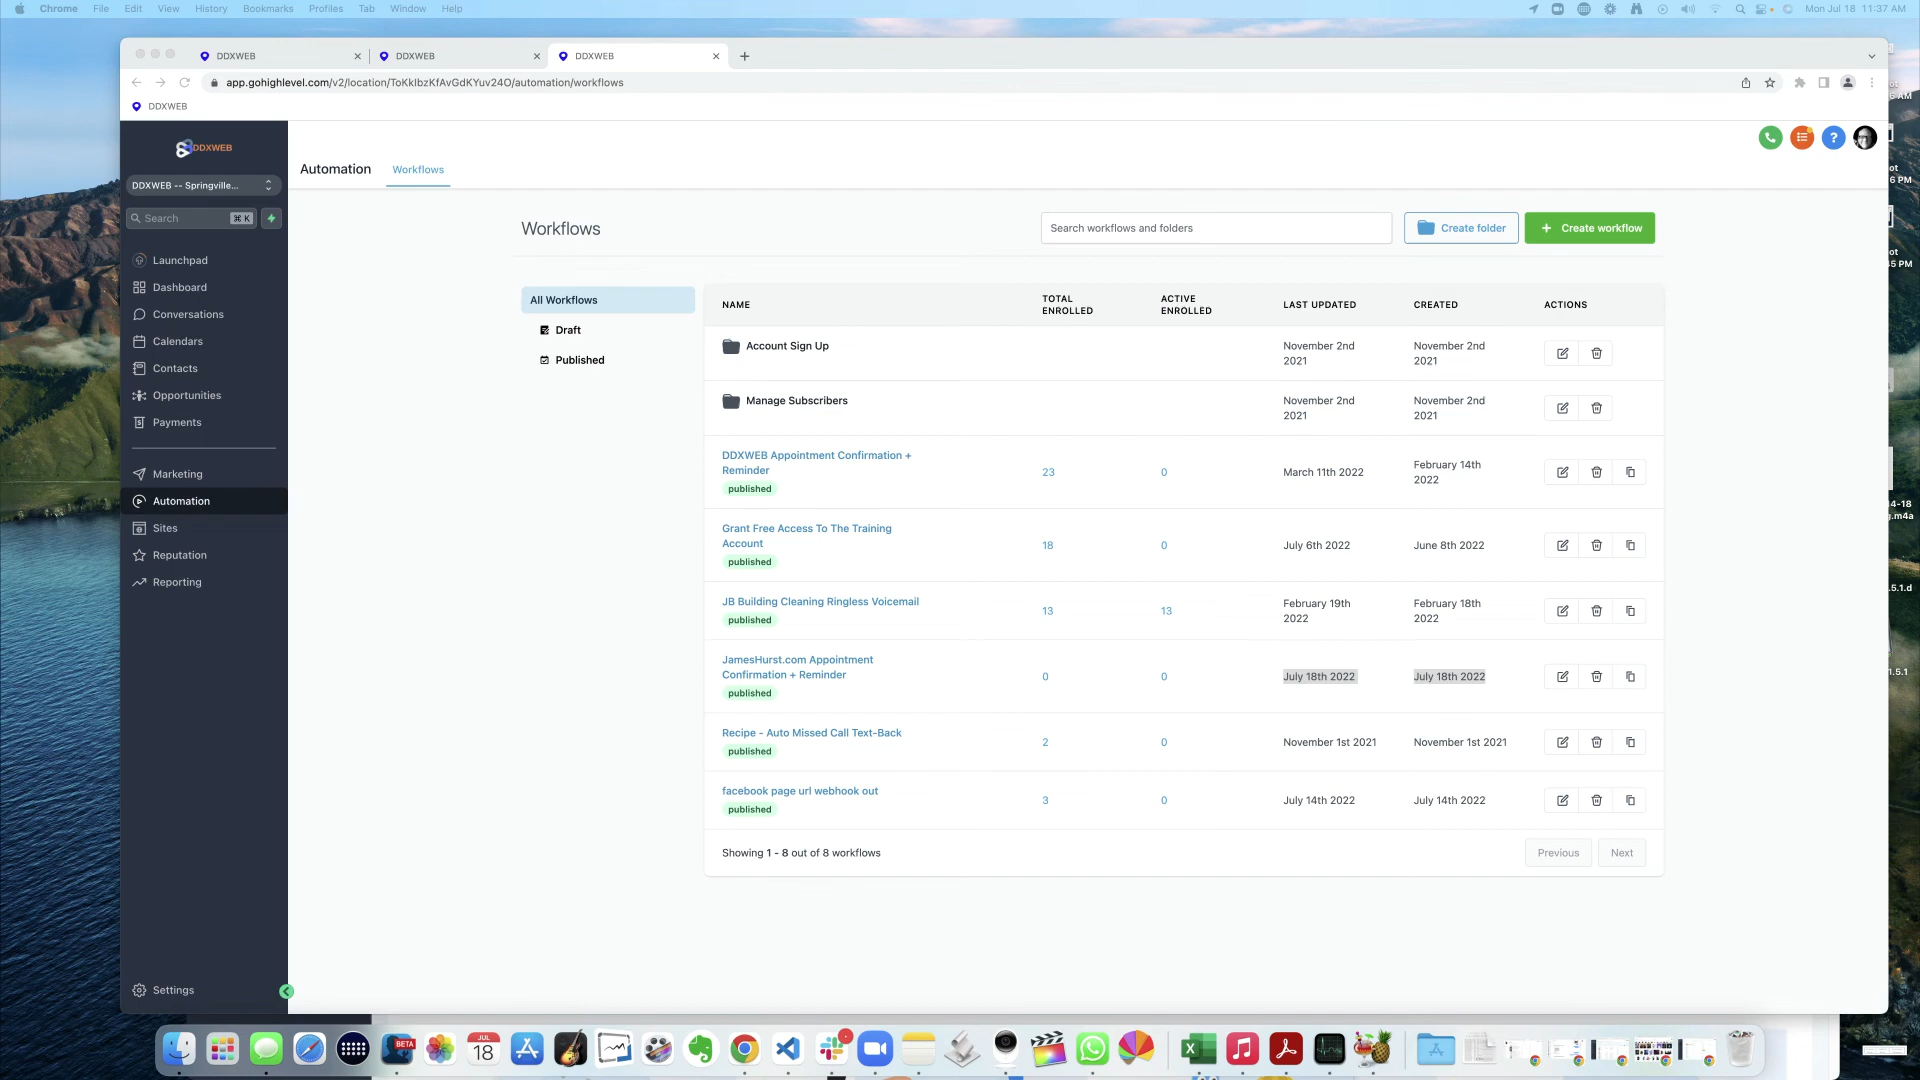 Chrome File Edit View History Bookmarks Profiles Tab Window Help
Mon Jul 18 11:37 AM
DDXWEB
DDXWEB
DDXWEB
app.gohighlevel.com/v2/location/
DDXWEB
DDXWEB
DDXWEB -- Springville...
Search ⌘ K
Launchpad
Dashboard
Conversations
Calendars
Contacts
Opportunities
Payments
Marketing
Automation
Sites
Reputation
Reporting
Settings
Automation Workflows
Workflows
Search workflows and folders
Create folder
+ Create workflow
All Workflows
Draft
Published
NAME
TOTAL
ENROLLED
ACTIVE
ENROLLED
LAST UPDATED
CREATED
ACTIONS
Account Sign Up
November 2nd
2021
November 2nd
2021
Manage Subscribers
November 2nd
2021
November 2nd
2021
DDXWEB Appointment Confirmation +
Reminder
published
23
0
March 11th 2022
February 14th
2022
Grant Free Access To The Training
Account
published
18
0
July 6th 2022
June 8th 2022
JB Building Cleaning Ringless Voicemail
published
13
13
February 19th
2022
February 18th
2022
JamesHurst.com Appointment
Confirmation + Reminder
published
0
0
July 18th 2022
July 18th 2022
Recipe - Auto Missed Call Text-Back
published
2
0
November 1st 2021
November 1st 2021
facebook page url webhook out
published
3
0
July 14th 2022
July 14th 2022
Showing 1 - 8 out of 8 workflows
Previous
Next
JUL
18
BETA